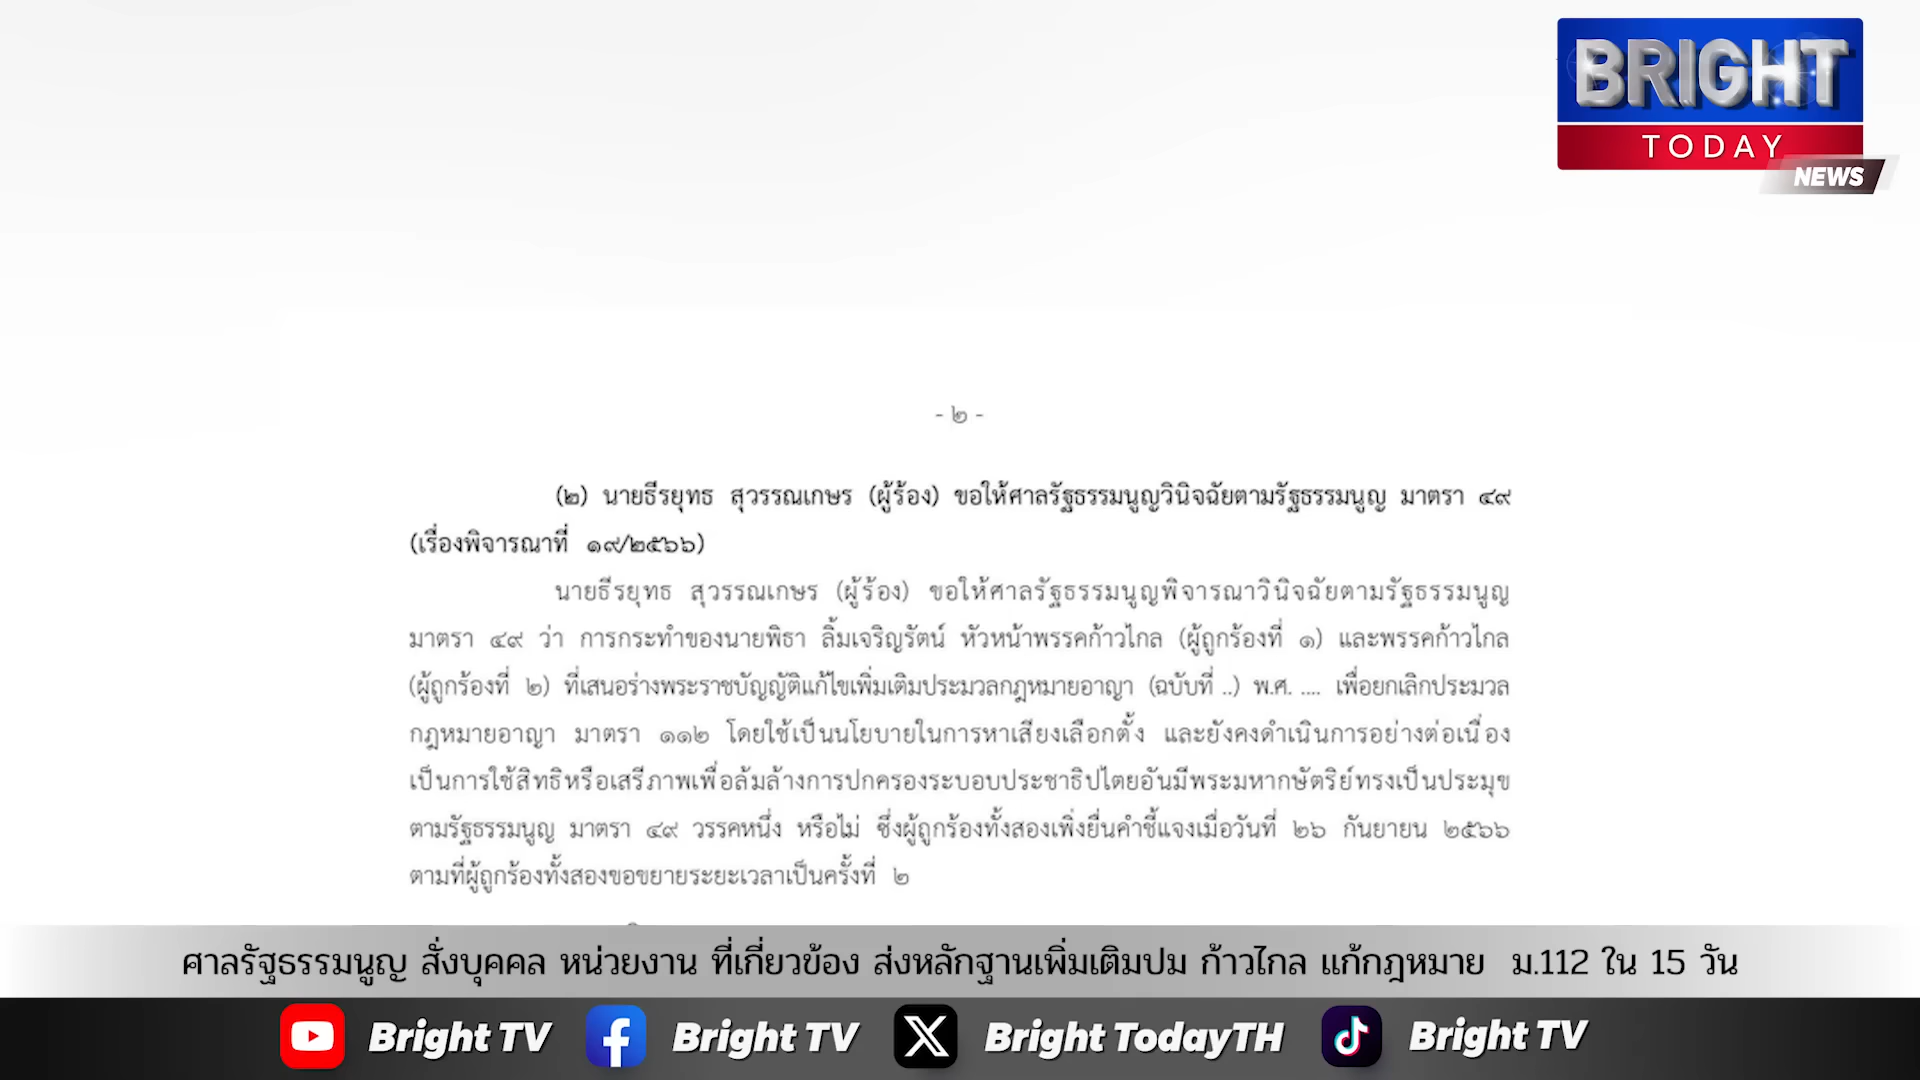 BRIGHT
TODAY
NEWS
- ๒ -
(๒) นายธีรยุทธ สุวรรณเกษร (ผู้ร้อง) ขอให้ศาลรัฐธรรมนูญวินิจฉัยตามรัฐธรรมนูญ มาตรา ๔๙
(เรื่องพิจารณาที่ ๑๙/๒๕๖๖)
นายธีรยุทธ สุวรรณเกษร (ผู้ร้อง) ขอให้ศาลรัฐธรรมนูญพิจารณาวินิจฉัยตามรัฐธรรมนูญ
มาตรา ๔๙ ว่า การกระทำของนายพิธา ลิ้มเจริญรัตน์ หัวหน้าพรรคก้าวไกล (ผู้ถูกร้องที่ ๑) และพรรคก้าวไกล
(ผู้ถูกร้องที่ ๒) ที่เสนอร่างพระราชบัญญัติแก้ไขเพิ่มเติมประมวลกฎหมายอาญา (ฉบับที่ ..) พ.ศ. .... เพื่อยกเลิกประมวล
กฎหมายอาญา มาตรา ๑๑๒ โดยใช้เป็นนโยบายในการหาเสียงเลือกตั้ง และยังคงดำเนินการอย่างต่อเนื่อง
เป็นการใช้สิทธิหรือเสรีภาพเพื่อล้มล้างการปกครองระบอบประชาธิปไตยอันมีพระมหากษัตริย์ทรงเป็นประมุข
ตามรัฐธรรมนูญ มาตรา ๔๙ วรรคหนึ่ง หรือไม่ ซึ่งผู้ถูกร้องทั้งสองเพิ่งยื่นคำชี้แจงเมื่อวันที่ ๒๖ กันยายน ๒๕๖๖
ตามที่ผู้ถูกร้องทั้งสองขอขยายระยะเวลาเป็นครั้งที่ ๒
ศาลรัฐธรรมนูญ สั่งบุคคล หน่วยงาน ที่เกี่ยวข้อง ส่งหลักฐานเพิ่มเติมปม ก้าวไกล แก้กฎหมาย ม.112 ใน 15 วัน
Bright TV Bright TV Bright TodayTH Bright TV